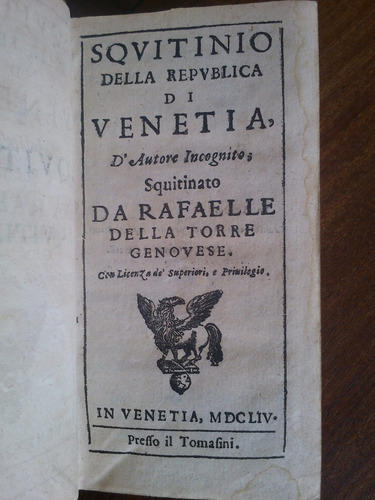 SQVITINIO
DELLA REPVBLICA
DI
VENETIA,
D'Autore Incognito;
Squitinato
DA RAFAELLE
DELLA TORRE
GENOVESE.
Con Licenza de' Superiori, e Priuilegio.
IN VENETIA, MDCLIV.
Presso il Tomasini.